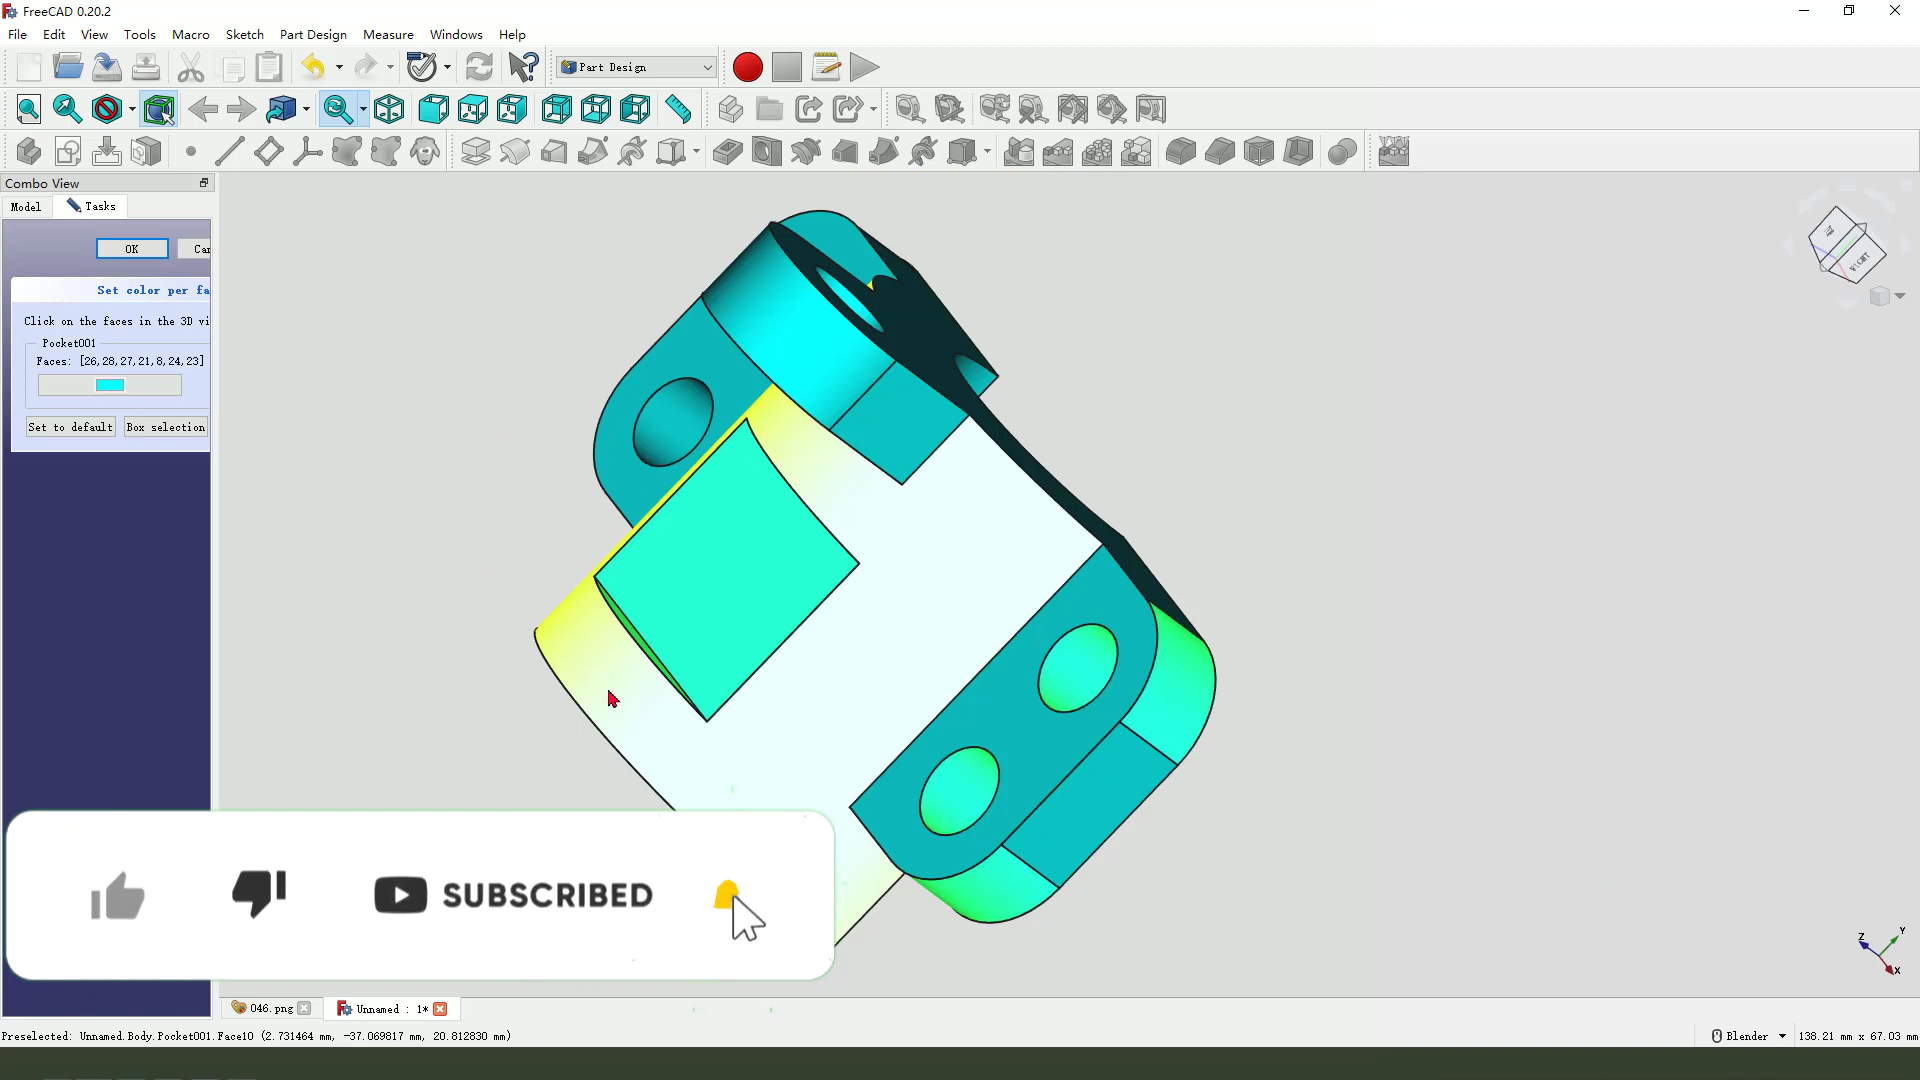 FreeCAD 0.20.2
File Edit View Tools Macro Sketch Part Design Measure Windows Help
Part Design
Combo View
Model Tasks
OK
Set color per fa
Click on the faces in the 3D vi
Pocket001
Faces: [26,28,27,21,8,24,23]
Set to default Box selection
RIGHT
SUBSCRIBED
Z Y
X
046.png Unnamed : 1*
Preselected: Unnamed.Body.Pocket001.Face10 (2.731464 mm, -37.069817 mm, 20.812830 mm)
Blender 138.21 mm x 67.03 mm